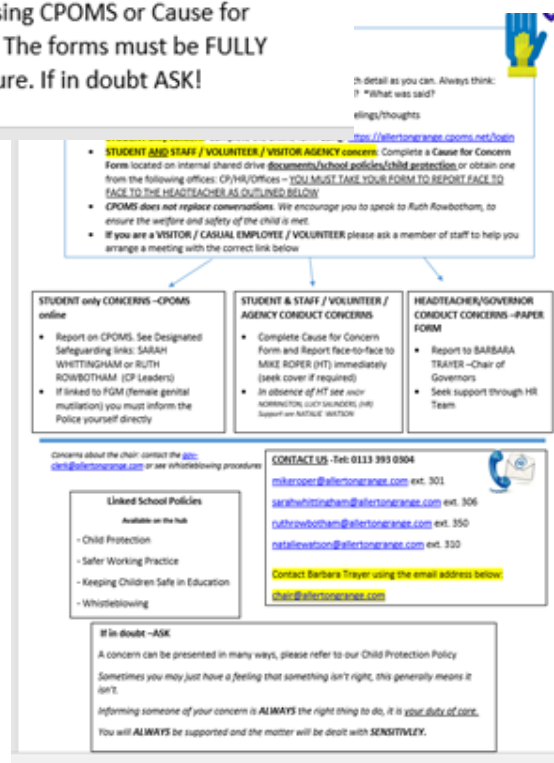 sing CPOMS or Cause for
The forms must be FULLY
ure. If in doubt ASK!
h detail as you can. Always think:
? *What was said?
elings/thoughts
https://allertongrange.cpoms.net/login
• STUDENT AND STAFF / VOLUNTEER / VISITOR AGENCY concern: Complete a Cause for Concern
Form located on internal shared drive documents/school policies/child protection or obtain one
from the following offices: CP/HR/Offices – YOU MUST TAKE YOUR FORM TO REPORT FACE TO
FACE TO THE HEADTEACHER AS OUTLINED BELOW
• CPOMS does not replace conversations. We encourage you to speak to Ruth Rowbotham, to
ensure the welfare and safety of the child is met.
• If you are a VISITOR / CASUAL EMPLOYEE / VOLUNTEER please ask a member of staff to help you
arrange a meeting with the correct link below
STUDENT only CONCERNS –CPOMS
online
• Report on CPOMS. See Designated
Safeguarding links: SARAH
WHITTINGHAM or RUTH
ROWBOTHAM (CP Leaders)
• If linked to FGM (female genital
mutilation) you must inform the
Police yourself directly
STUDENT & STAFF / VOLUNTEER /
AGENCY CONDUCT CONCERNS
• Complete Cause for Concern
Form and Report face-to-face to
MIKE ROPER (HT) immediately
(seek cover if required)
• In absence of HT see ANDY
NORRINGTON, LUCY SAUNDERS, (HR)
Support see NATALIE WATSON
HEADTEACHER/GOVERNOR
CONDUCT CONCERNS –PAPER
FORM
• Report to BARBARA
TRAYER –Chair of
Governors
• Seek support through HR
Team
Concerns about the chair: contact the gov-
clerk@allertongrange.com or see whistleblowing procedures
CONTACT US -Tel: 0113 393 0304
mikeroper@allertongrange.com ext. 301
sarahwhittingham@allertongrange.com ext. 306
ruthrowbotham@allertongrange.com ext. 350
nataliewatson@allertongrange.com ext. 310
Contact Barbara Trayer using the email address below:
chair@allertongrange.com
Linked School Policies
Available on the hub
- Child Protection
- Safer Working Practice
- Keeping Children Safe in Education
- Whistleblowing
If in doubt –ASK
A concern can be presented in many ways, please refer to our Child Protection Policy
Sometimes you may just have a feeling that something isn't right, this generally means it
isn't.
Informing someone of your concern is ALWAYS the right thing to do, it is your duty of care.
You will ALWAYS be supported and the matter will be dealt with SENSITIVLEY.